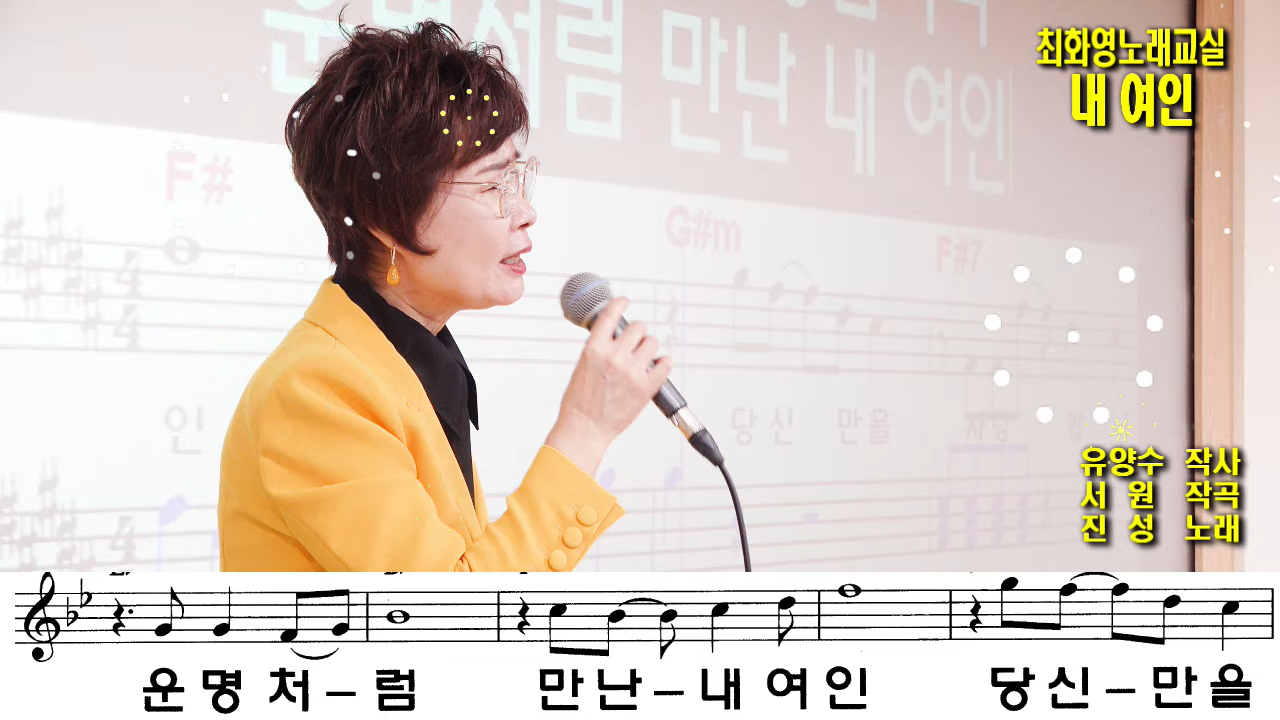 운명처럼 만난 내 여인
최화영노래교실
내 여인
F#
G#m
F#7
인 당신 만을
유양수 작사
서 원 작곡
진 성 노래
운 명 처 – 럼 만 난 – 내 여 인 당 신 – 만 을